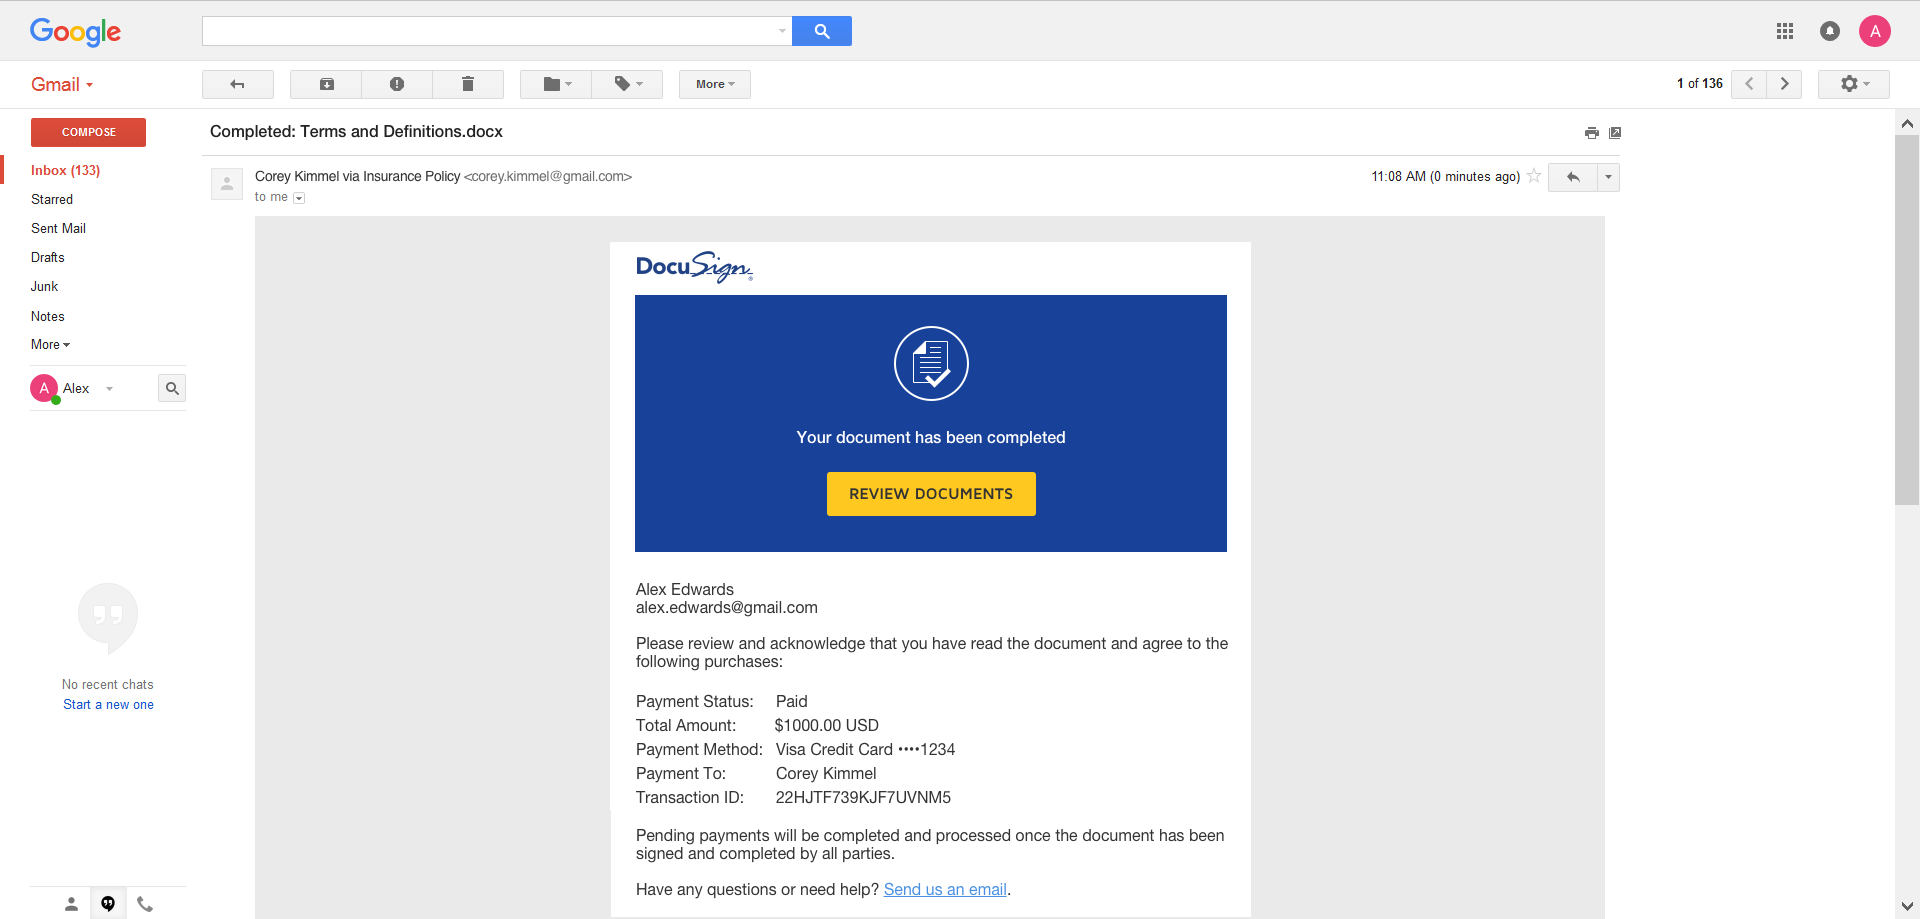 Google
Gmail
More
1 of 136
COMPOSE
Inbox (133)
Starred
Sent Mail
Drafts
Junk
Notes
More
A
Alex
No recent chats
Start a new one
A
Completed: Terms and Definitions.docx
Corey Kimmel via Insurance Policy <corey.kimmel@gmail.com>
to me
11:08 AM (0 minutes ago)
DocuSign
Your document has been completed
REVIEW DOCUMENTS
Alex Edwards
alex.edwards@gmail.com
Please review and acknowledge that you have read the document and agree to the
following purchases:
Payment Status: Paid
Total Amount: $1000.00 USD
Payment Method: Visa Credit Card ••••1234
Payment To: Corey Kimmel
Transaction ID: 22HJTF739KJF7UVNM5
Pending payments will be completed and processed once the document has been
signed and completed by all parties.
Have any questions or need help? Send us an email.